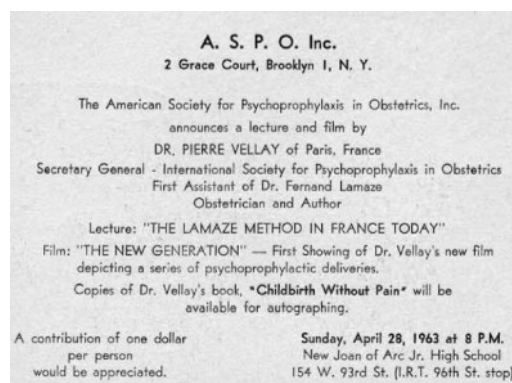 A. S. P. O. Inc.
2 Grace Court, Brooklyn 1, N. Y.
The American Society for Psychoprophylaxis in Obstetrics, Inc.
announces a lecture and film by
DR. PIERRE VELLAY of Paris, France
Secretary General - International Society for Psychoprophylaxis in Obstetrics
First Assistant of Dr. Fernand Lamaze
Obstetrician and Author
Lecture: "THE LAMAZE METHOD IN FRANCE TODAY"
Film: "THE NEW GENERATION" — First Showing of Dr. Vellay's new film
depicting a series of psychoprophylactic deliveries.
Copies of Dr. Vellay's book, "Childbirth Without Pain" will be
available for autographing.
A contribution of one dollar
per person
would be appreciated.
Sunday, April 28, 1963 at 8 P.M.
New Joan of Arc Jr. High School
154 W. 93rd St. (I.R.T. 96th St. stop)